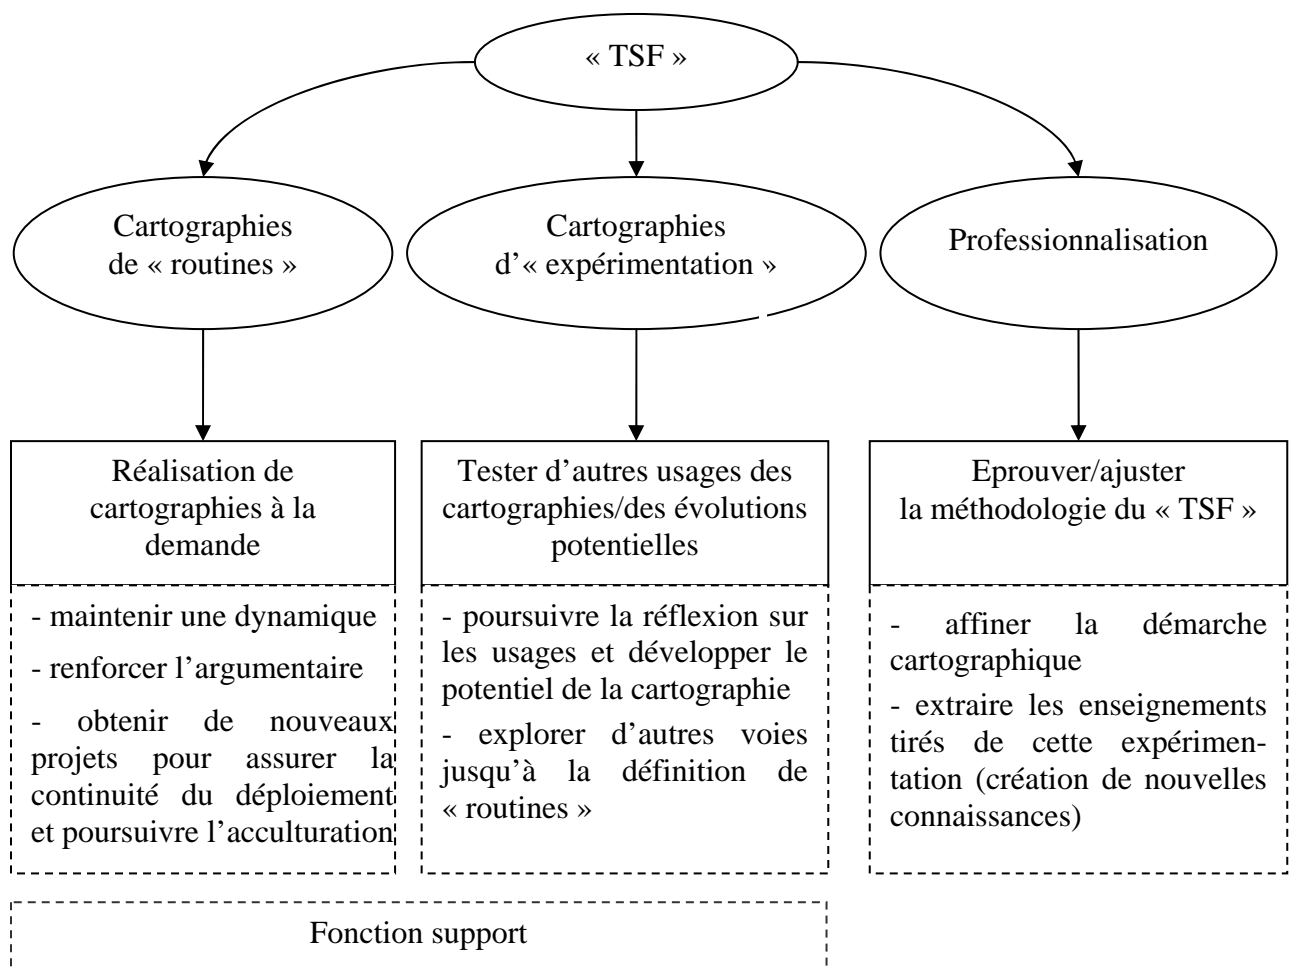 « TSF »
Cartographies
de « routines »
Cartographies
d'« expérimentation »
Professionnalisation
Réalisation de
cartographies à la
demande
Tester d'autres usages des
cartographies/des évolutions
potentielles
Eprouver/ajuster
la méthodologie du « TSF »
- maintenir une dynamique
- renforcer l'argumentaire
- obtenir de nouveaux
projets pour assurer la
continuité du déploiement
et poursuivre l'acculturation
- poursuivre la réflexion sur
les usages et développer le
potentiel de la cartographie
- explorer d'autres voies
jusqu'à la définition de
« routines »
- affiner la démarche
cartographique
- extraire les enseignements
tirés de cette expérimen-
tation (création de nouvelles
connaissances)
Fonction support